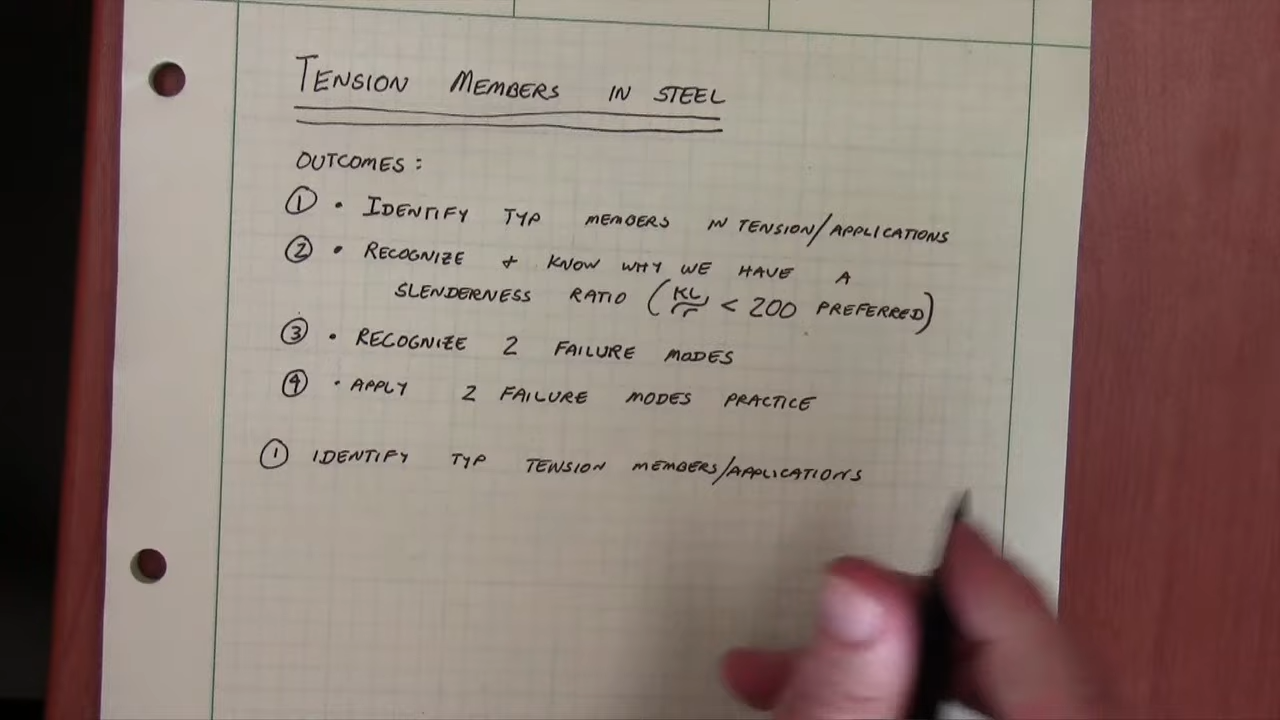 TENSION MEMBERS IN STEEL
OUTCOMES:
① • IDENTIFY TYP MEMBERS IN TENSION/APPLICATIONS
② • RECOGNIZE & KNOW WHY WE HAVE A
SLENDERNESS RATIO (KL/r < 200 PREFERRED)
③ • RECOGNIZE 2 FAILURE MODES
④ • APPLY 2 FAILURE MODES PRACTICE
① IDENTIFY TYP TENSION MEMBERS/APPLICATIONS